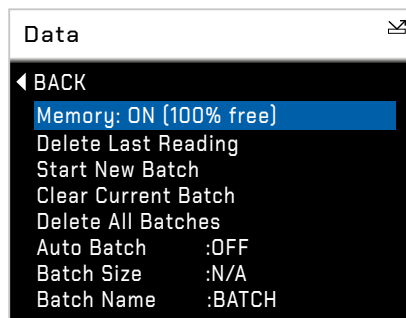 Data
BACK
Memory: ON (100% free)
Delete Last Reading
Start New Batch
Clear Current Batch
Delete All Batches
Auto Batch :OFF
Batch Size :N/A
Batch Name :BATCH